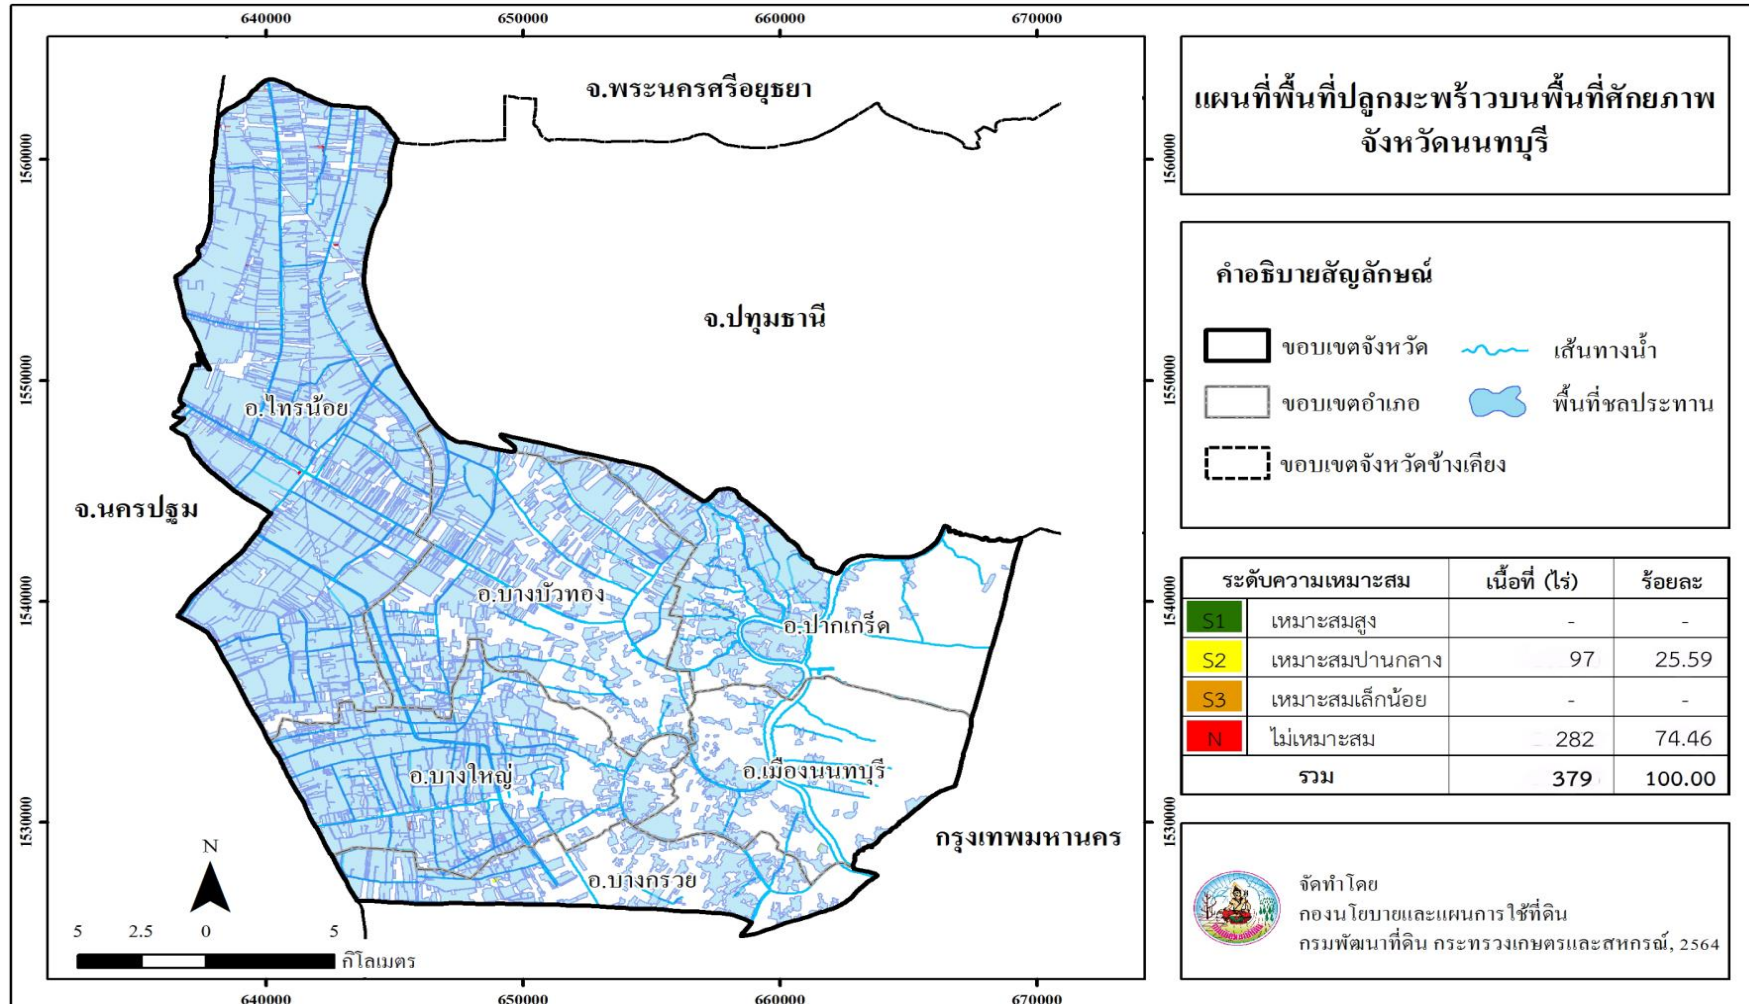 640000 650000 660000 670000
จ.พระนครศรีอยุธยา
แผนที่พื้นที่ปลูกมะพร้าวบนพื้นที่ศักยภาพ
จังหวัดนนทบุรี
1560000 1560000
คำอธิบายสัญลักษณ์
จ.ปทุมธานี
ขอบเขตจังหวัด เส้นทางน้ำ
1550000 1550000
ขอบเขตอำเภอ พื้นที่ชลประทาน
อ.ไทรน้อย
ขอบเขตจังหวัดข้างเคียง
จ.นครปฐม
ระดับความเหมาะสม เนื้อที่ (ไร่) ร้อยละ
1540000 1540000
อ.บางบัวทอง
S1 เหมาะสมสูง - -
อ.ปากเกร็ด
S2 เหมาะสมปานกลาง 97 25.59
S3 เหมาะสมเล็กน้อย - -
N ไม่เหมาะสม 282 74.46
อ.บางใหญ่
อ.เมืองนนทบุรี
รวม 379 100.00
1530000 1530000
กรุงเทพมหานคร
N
อ.บางกรวย
จัดทำโดย
กองนโยบายและแผนการใช้ที่ดิน
กรมพัฒนาที่ดิน กระทรวงเกษตรและสหกรณ์, 2564
5 2.5 0 5
กิโลเมตร
640000 650000 660000 670000